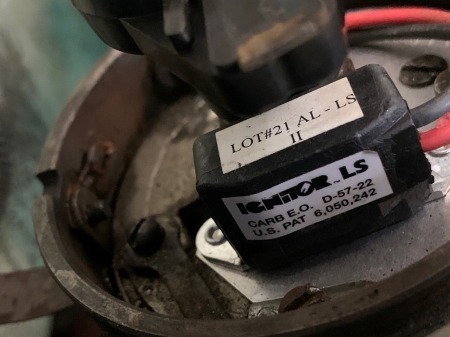 LOT#21 AL - LS
II
IGNITOR.LS
CARB E.O. D-57-22
U.S. PAT 6,050,242